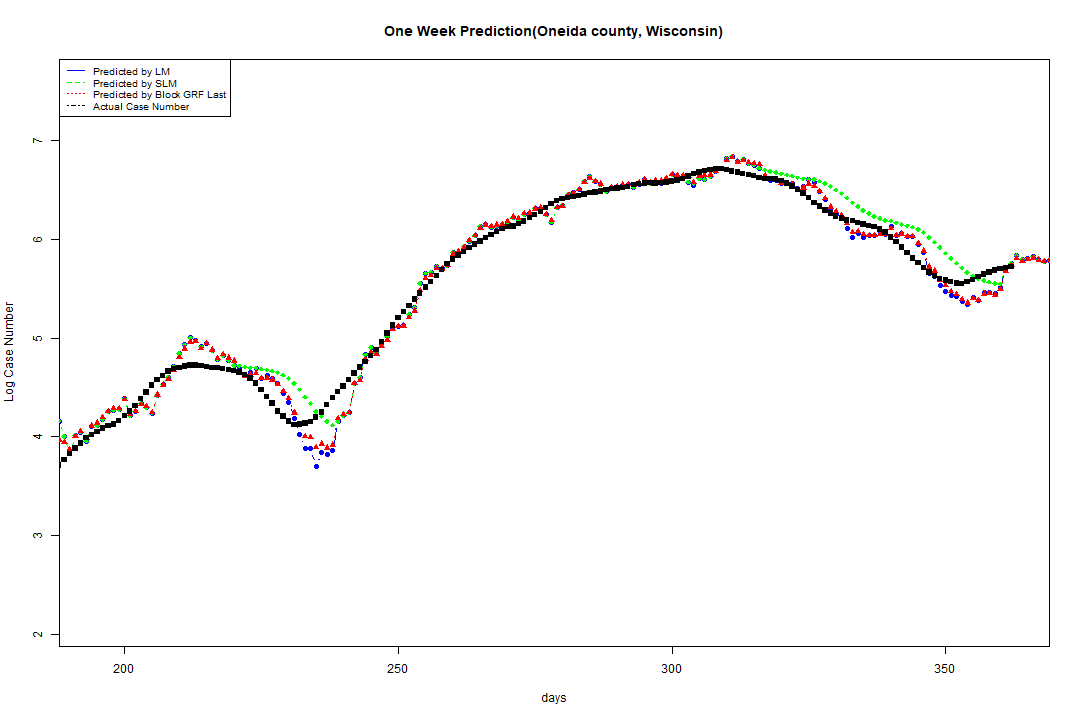 One Week Prediction(Oneida county, Wisconsin)
Predicted by LM
Predicted by SLM
Predicted by Block GRF Last
Actual Case Number
7
6
5
4
3
2
Log Case Number
200 250 300 350
days